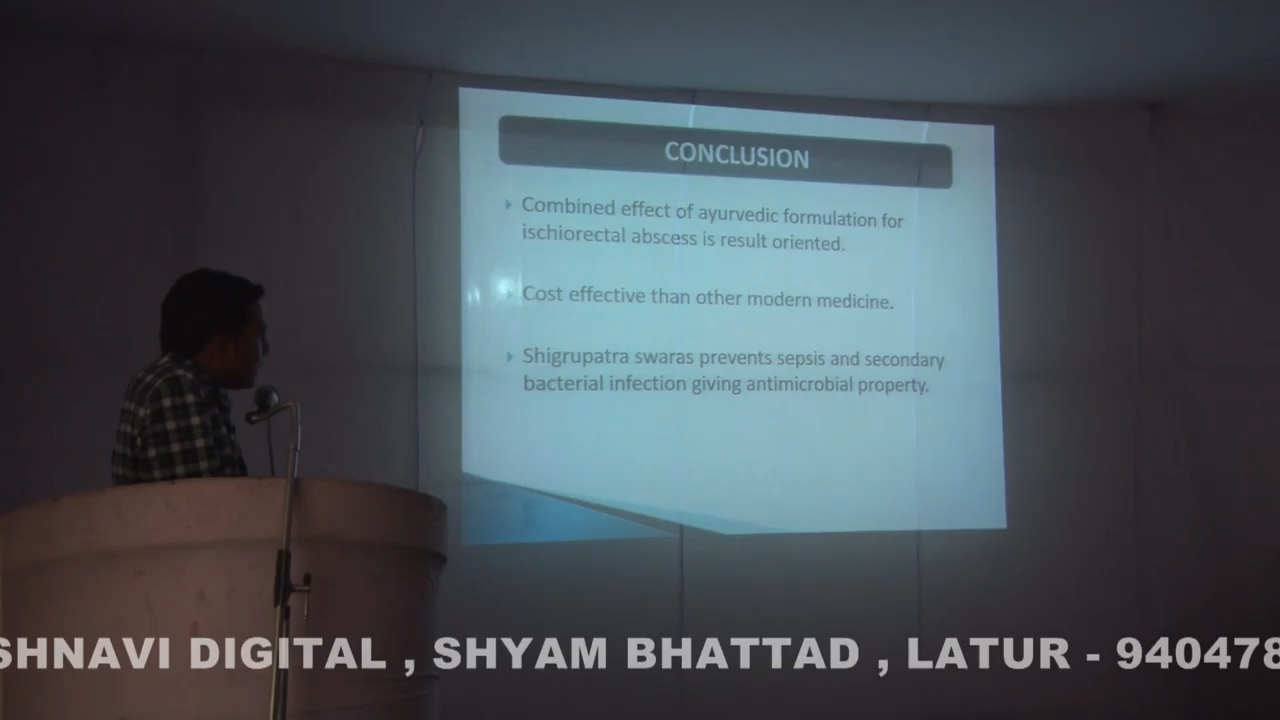 CONCLUSION
Combined effect of ayurvedic formulation for
ischiorectal abscess is result oriented.
Cost effective than other modern medicine.
Shigrupatra swaras prevents sepsis and secondary
bacterial infection giving antimicrobial property.
SHNAVI DIGITAL , SHYAM BHATTAD , LATUR - 940478